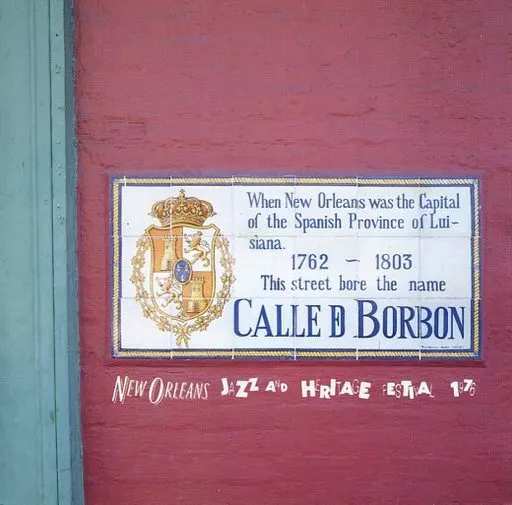 When New Orleans was the Capital
of the Spanish Province of Lui-
siana.
1762 – 1803
This street bore the name
CALLE D BORBON
NEW ORLEANS JAZZ AND HERITAGE FESTIVAL 1976